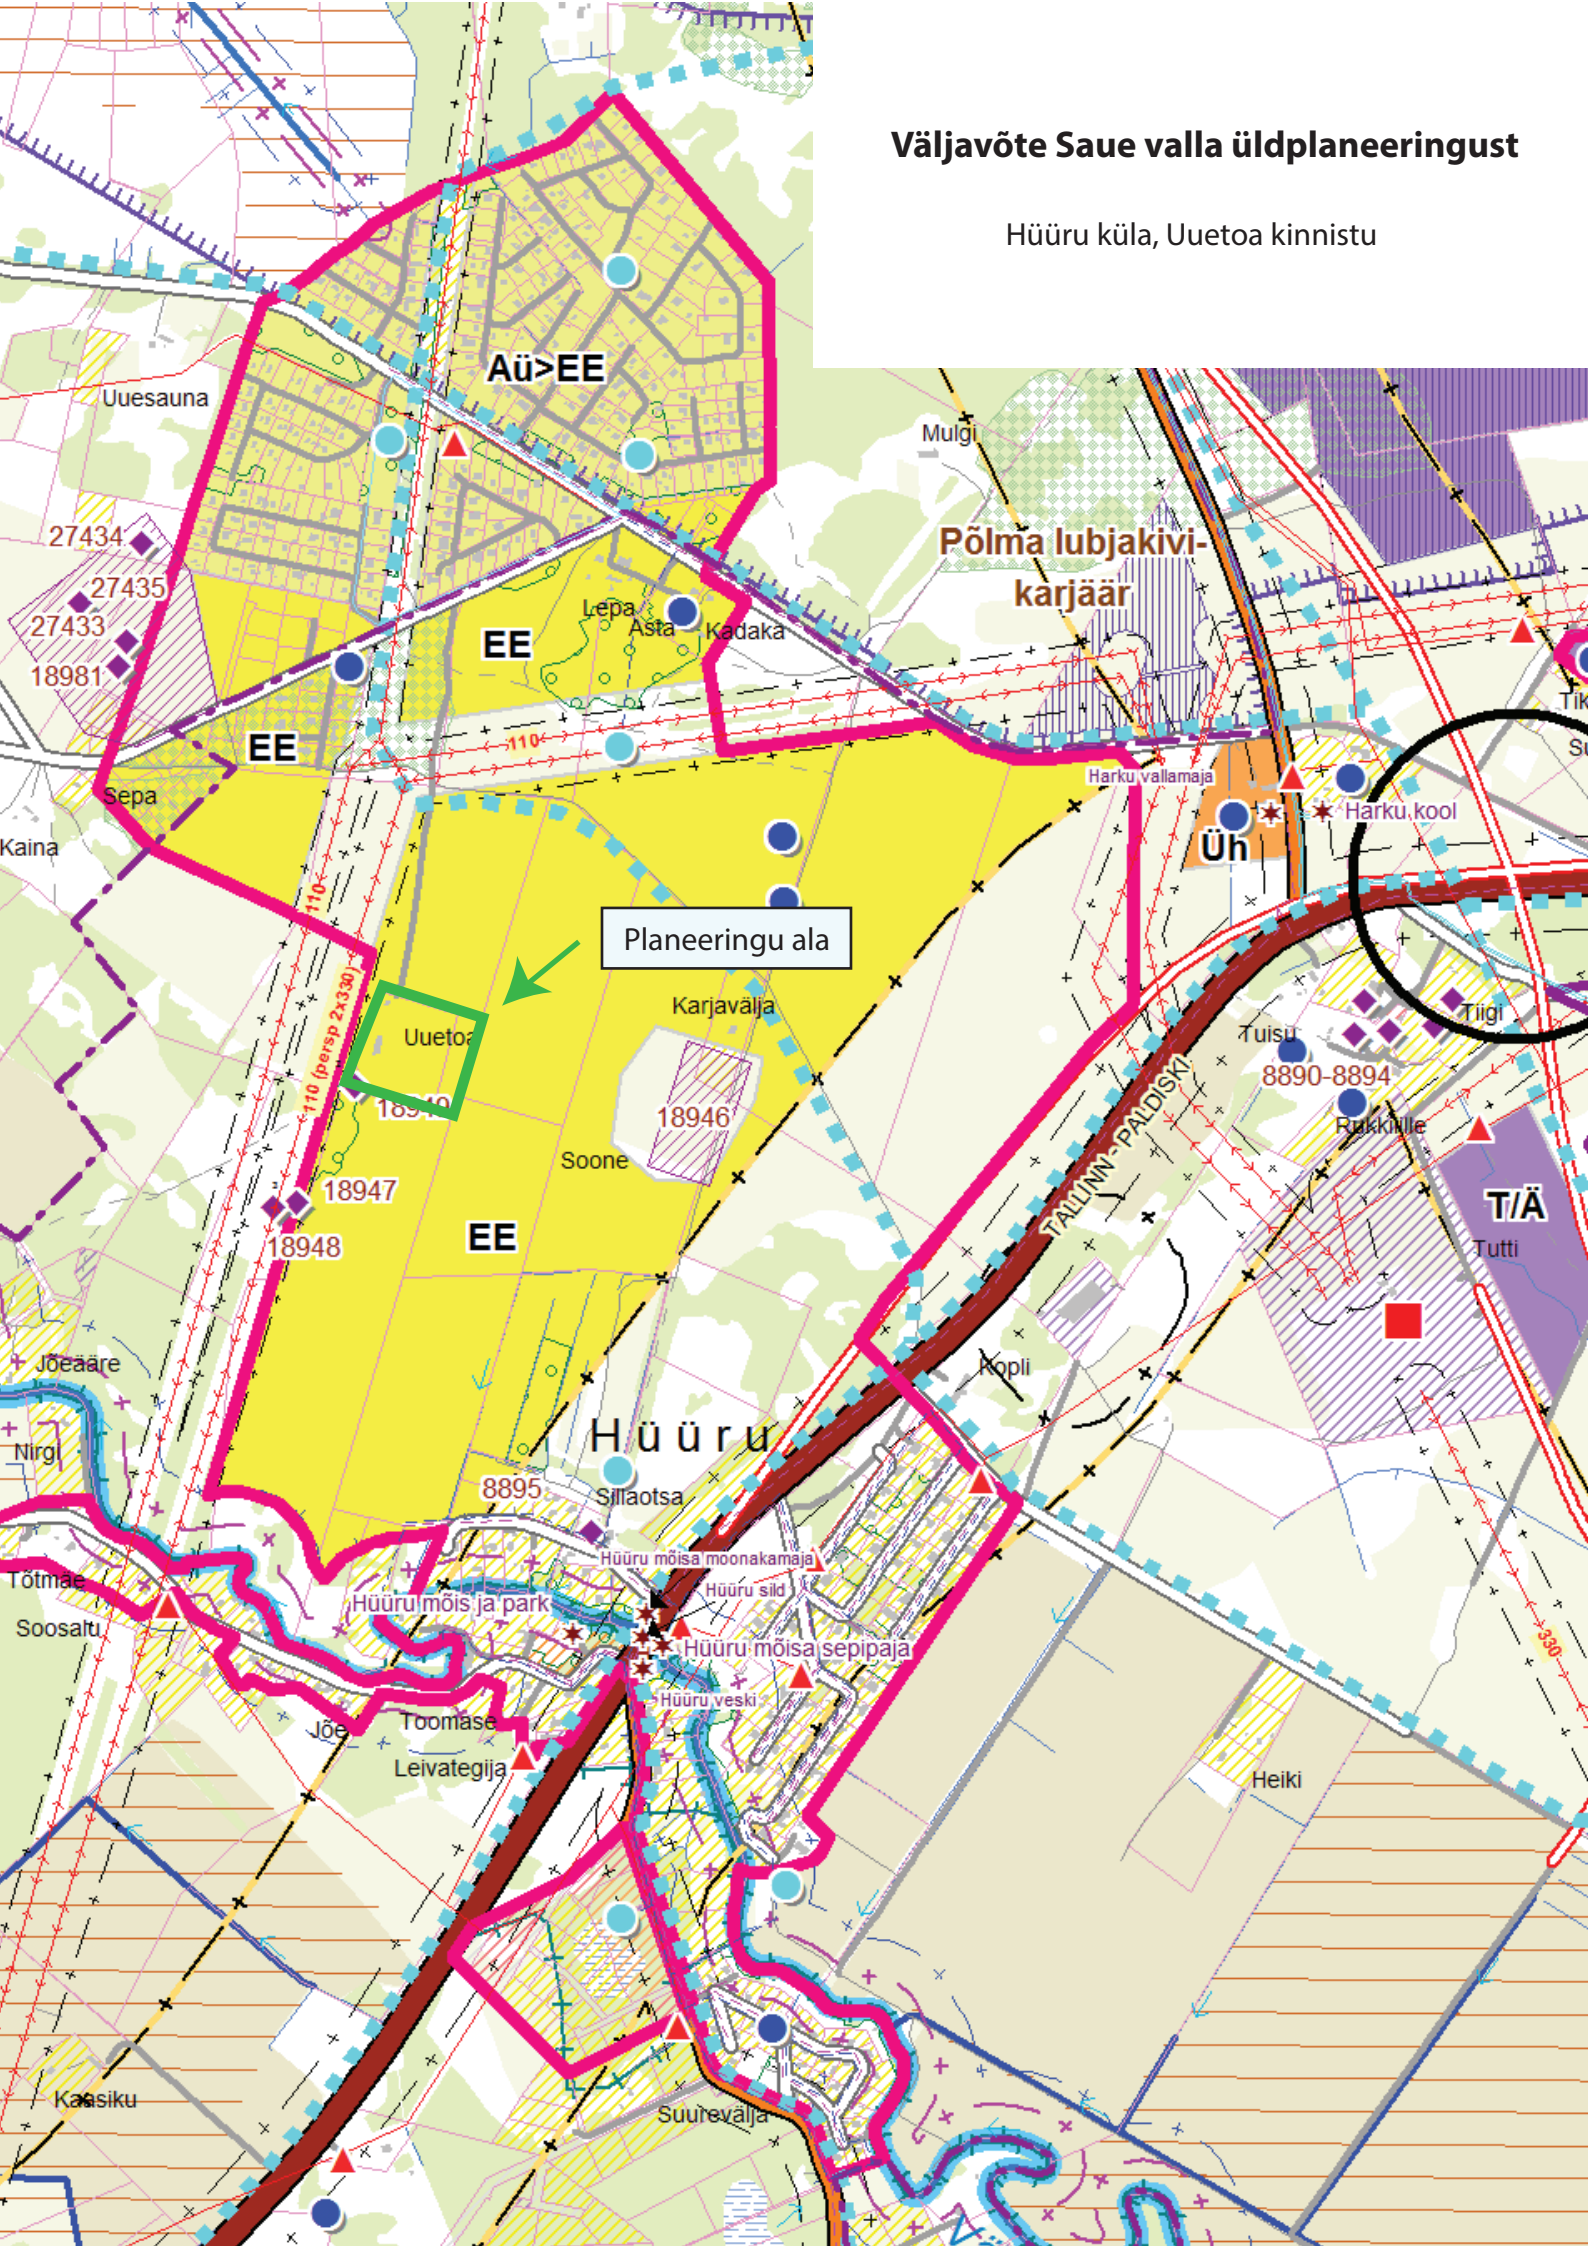 Väljavõte Saue valla üldplaneeringust
Hüüru küla, Uuetoa kinnistu
Aü>EE
Uuesauna
Mulgi
27434
Põlma lubjakivi-
karjäär
27435
27433
18981
Lepa
Asta
Kadaka
EE
EE
110
Tik
Su
Sepa
Harku vallamaja
Harku kool
Üh
Kaina
110
Planeeringu ala
110 (persp 2x330)
Karjavälja
Uuetoa
Tuisu
Tiigi
8890-8894
18949
18946
Rukkilille
Soone
TALLINN - PALDISKI
18947
18948
EE
T/Ä
Tutti
Jõeääre
Kopli
Nirgi
Hüüru
8895
Sillaotsa
Hüüru mõisa moonakamaja
Tõtmäe
Hüüru sild
Hüüru mõis ja park
Soosalu
Hüüru mõisa sepipaja
330
Hüüru veski
Jõe
Toomase
Leivategija
Heiki
Kaasiku
Suurevälja